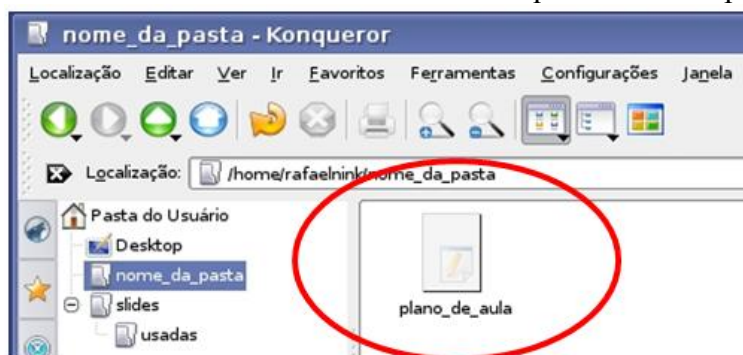 nome_da_pasta - Konqueror
Localização Editar Ver Ir Favoritos Ferramentas Configurações Janela
Localização: /home/rafaelnink/nome_da_pasta
Pasta do Usuário
Desktop
nome_da_pasta
slides
usadas
plano_de_aula